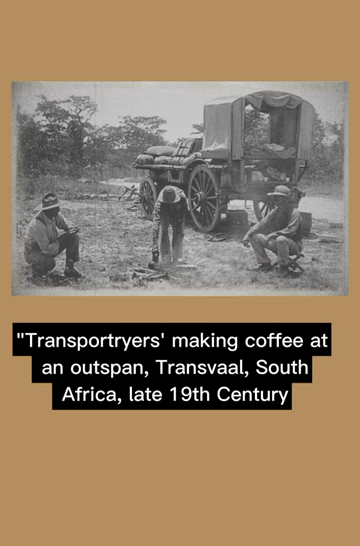 "Transportryers' making coffee at
an outspan, Transvaal, South
Africa, late 19th Century